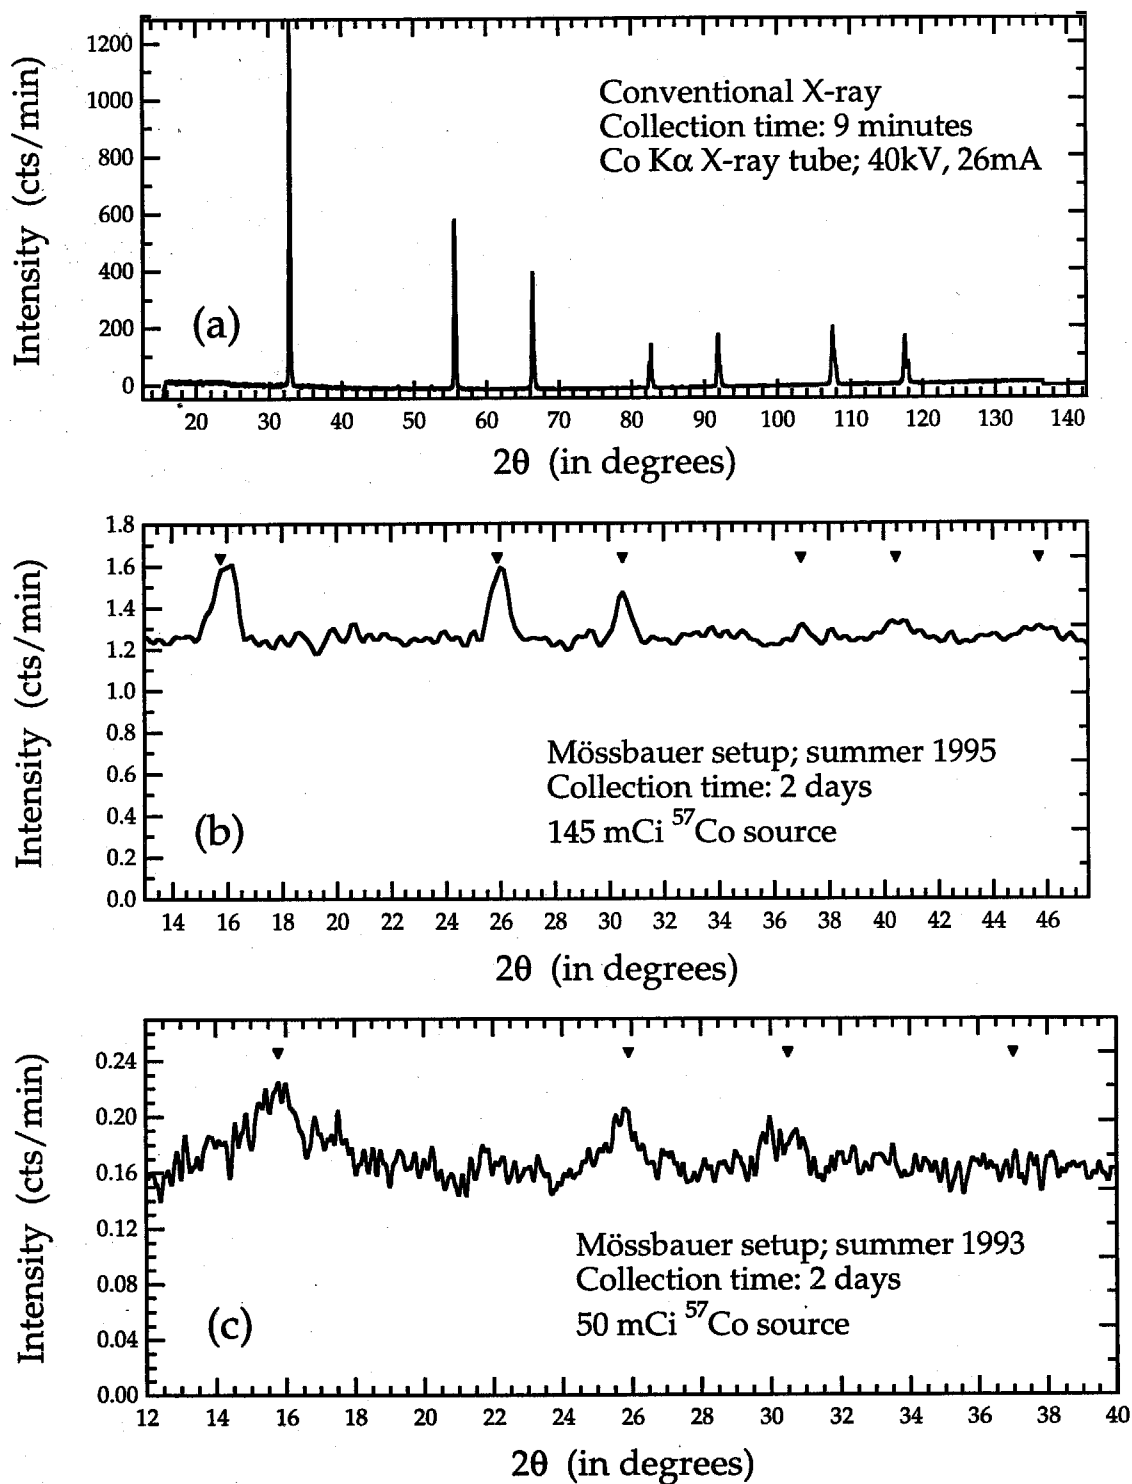 Intensity (cts/min)
1200
1000
800
600
400
200
0
Conventional X-ray
Collection time: 9 minutes
Co Kα X-ray tube; 40kV, 26mA
(a)
20 30 40 50 60 70 80 90 100 110 120 130 140
2θ (in degrees)
Intensity (cts/min)
1.8
1.6
1.4
1.2
1.0
0.8
0.6
0.4
0.2
0.0
Mössbauer setup; summer 1995
Collection time: 2 days
145 mCi ⁵⁷Co source
(b)
14 16 18 20 22 24 26 28 30 32 34 36 38 40 42 44 46
2θ (in degrees)
Intensity (cts/min)
0.24
0.20
0.16
0.12
0.08
0.04
0.00
Mössbauer setup; summer 1993
Collection time: 2 days
50 mCi ⁵⁷Co source
(c)
12 14 16 18 20 22 24 26 28 30 32 34 36 38 40
2θ (in degrees)